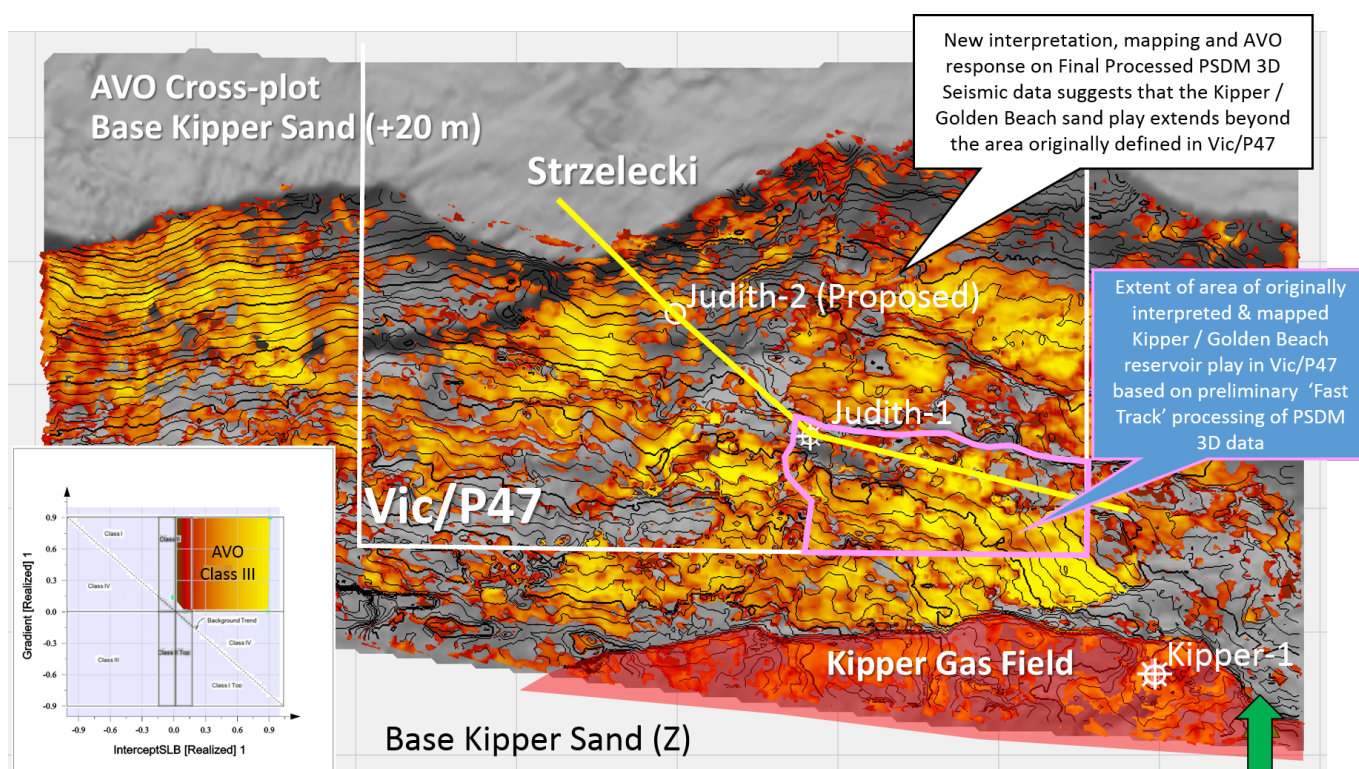 AVO Cross-plot
Base Kipper Sand (+20 m)
New interpretation, mapping and AVO
response on Final Processed PSDM 3D
Seismic data suggests that the Kipper /
Golden Beach sand play extends beyond
the area originally defined in Vic/P47
Strzelecki
Judith-2 (Proposed)
Extent of area of originally
interpreted & mapped
Kipper / Golden Beach
reservoir play in Vic/P47
based on preliminary ‘Fast
Track’ processing of PSDM
3D data
Judith-1
Vic/P47
Kipper Gas Field
Kipper-1
Base Kipper Sand (Z)
Gradient [Realized] 1
0.9
0.6
0.3
0.0
-0.3
-0.6
-0.9
Class I
AVO
Class III
Class IV
Background Trend
Class IV
Class III
Class I Top
-0.9
-0.6
-0.3
0.0
0.3
0.6
0.9
InterceptSLB [Realized] 1